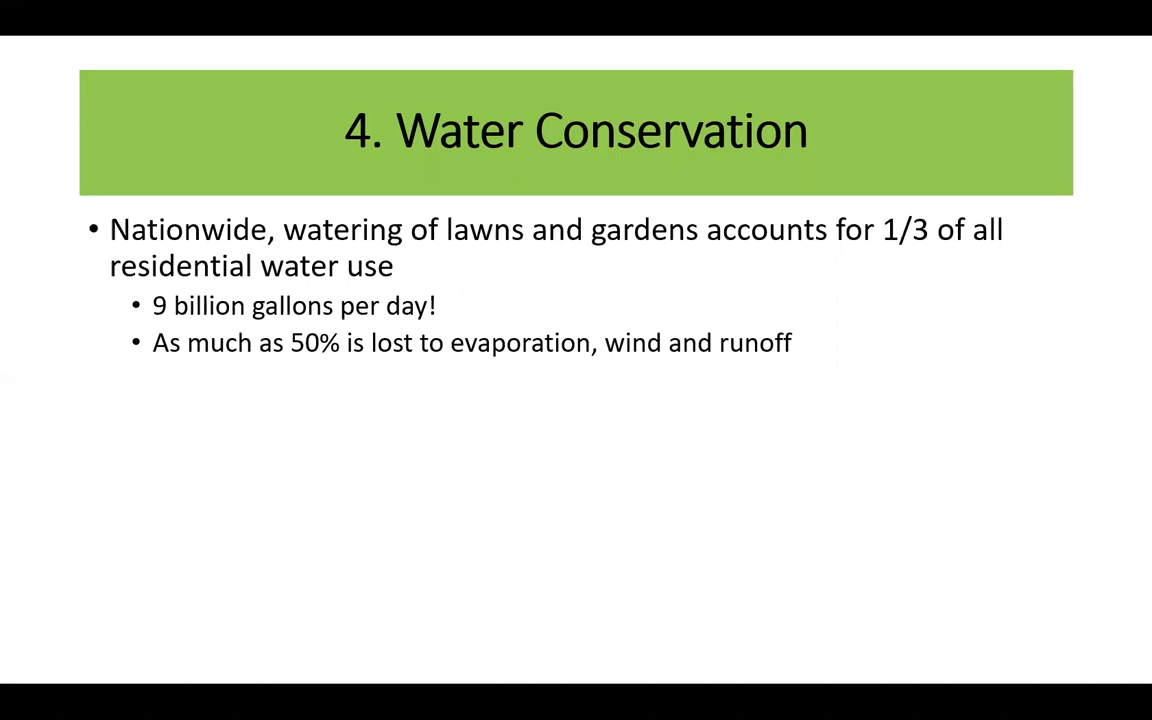 4. Water Conservation
• Nationwide, watering of lawns and gardens accounts for 1/3 of all
residential water use
• 9 billion gallons per day!
• As much as 50% is lost to evaporation, wind and runoff